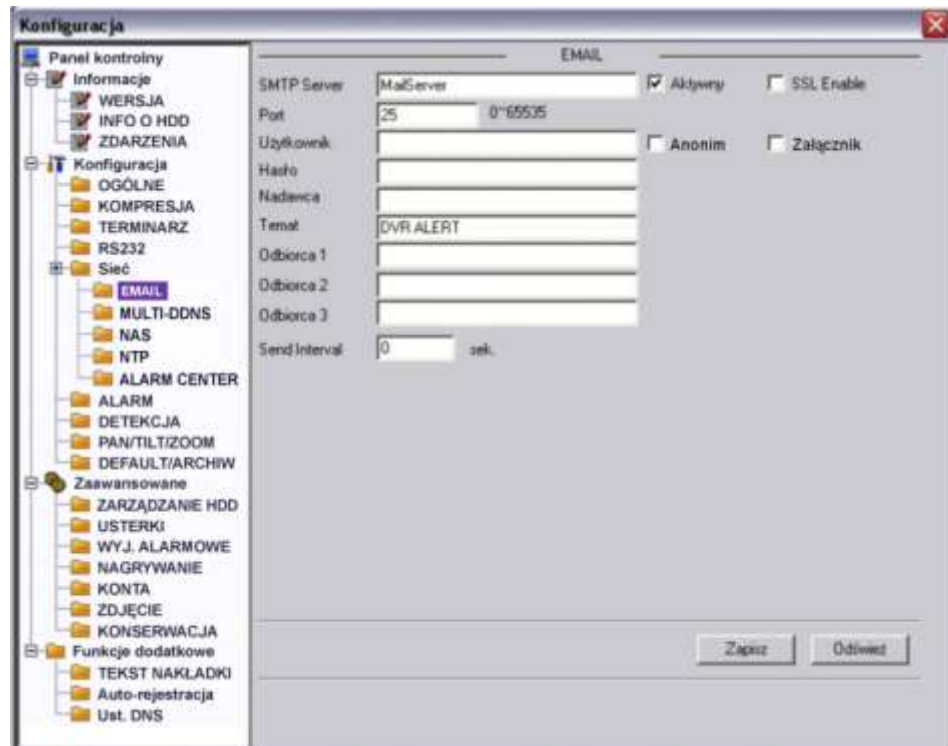 Konfiguracja
Panel kontrolny
Informacje
WERSJA
INFO O HDD
ZDARZENIA
Konfiguracja
OGÓLNE
KOMPRESJA
TERMINARZ
RS232
Sieć
EMAIL
MULTI-DDNS
NAS
NTP
ALARM CENTER
ALARM
DETEKCJA
PAN/TILT/ZOOM
DEFAULT/ARCHIW
Zaawansowane
ZARZĄDZANIE HDD
USTERKI
WYJ. ALARMOWE
NAGRYWANIE
KONTA
ZDJĘCIE
KONSERWACJA
Funkcje dodatkowe
TEKST NAKŁADKI
Auto-rejestracja
Ust. DNS
EMAIL
SMTP Server MailServer Aktywny SSL Enable
Port 25 0~65535
Użytkownik Anonim Załącznik
Hasło
Nadawca
Temat DVR ALERT
Odbiorca 1
Odbiorca 2
Odbiorca 3
Send Interval 0 sek.
Zapisz Odśwież